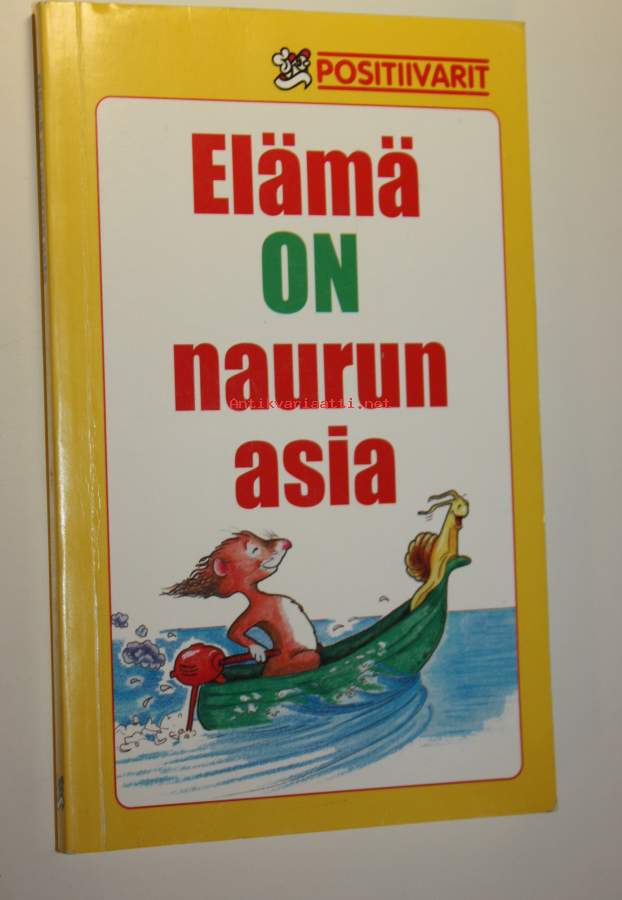 POSITIIVARIT
Elämä
ON
naurun
Antikvariaatti.net
asia